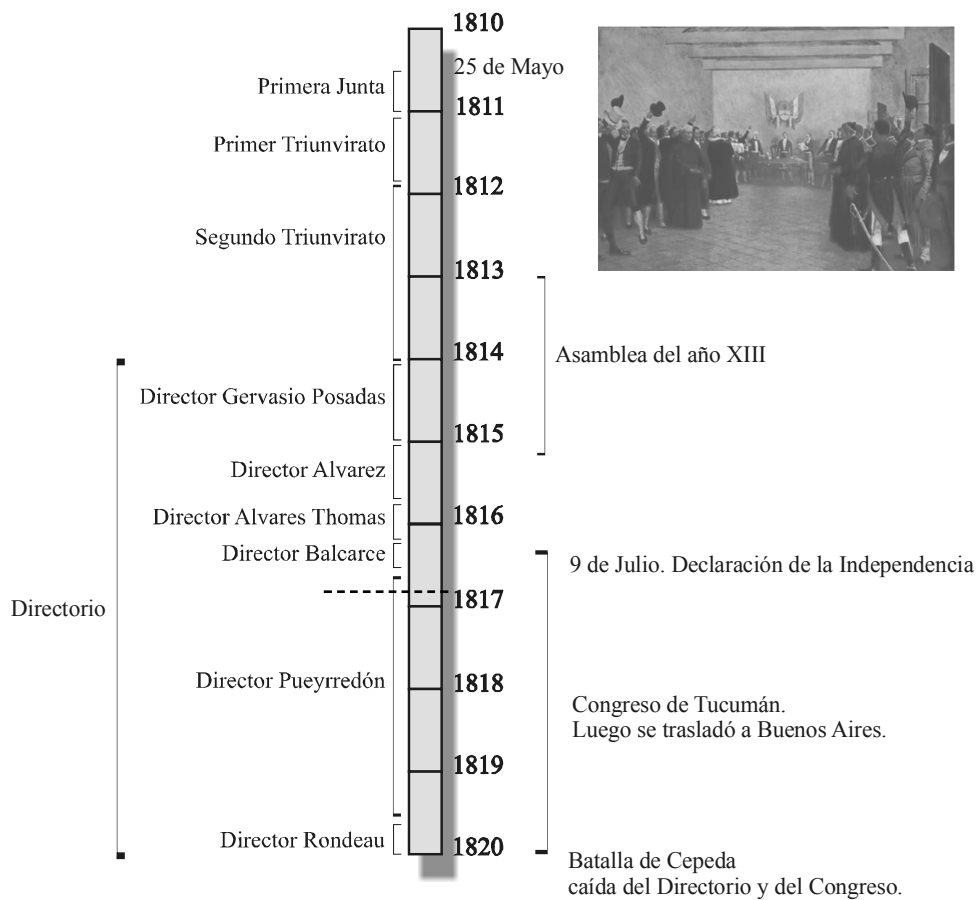 1810
25 de Mayo
Primera Junta
1811
Primer Triunvirato
1812
Segundo Triunvirato
1813
1814
Asamblea del año XIII
Director Gervasio Posadas
1815
Director Alvarez
Director Alvares Thomas
1816
Director Balcarce
9 de Julio. Declaración de la Independencia
Directorio
1817
Director Pueyrredón
1818
Congreso de Tucumán.
Luego se trasladó a Buenos Aires.
1819
Director Rondeau
1820
Batalla de Cepeda
caída del Directorio y del Congreso.